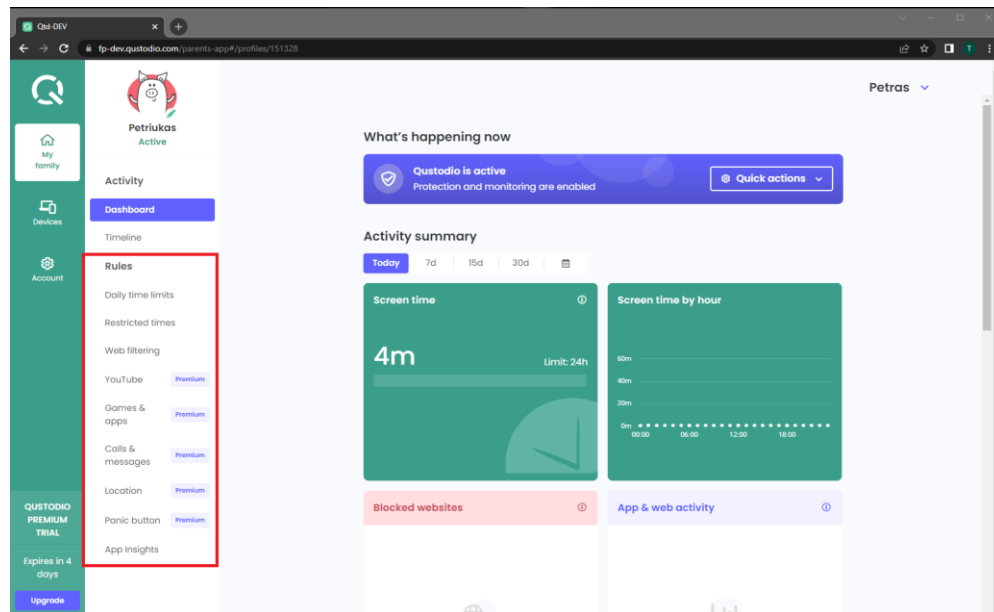 Qtd-DEV
fp-dev.qustodio.com/parents-app#/profiles/151328
T
Petras
My
family
Devices
Account
QUSTODIO
PREMIUM
TRIAL
Expires in 4
days
Upgrade
Petriukas
Active
Activity
Dashboard
Timeline
Rules
Daily time limits
Restricted times
Web filtering
YouTube Premium
Games &
apps Premium
Calls &
messages Premium
Location Premium
Panic button Premium
App Insights
What's happening now
Qustodio is active
Protection and monitoring are enabled
Quick actions
Activity summary
Today 7d 15d 30d
Screen time
4m
Limit: 24h
Screen time by hour
60m
40m
20m
0m
00:00 06:00 12:00 18:00
Blocked websites
App & web activity